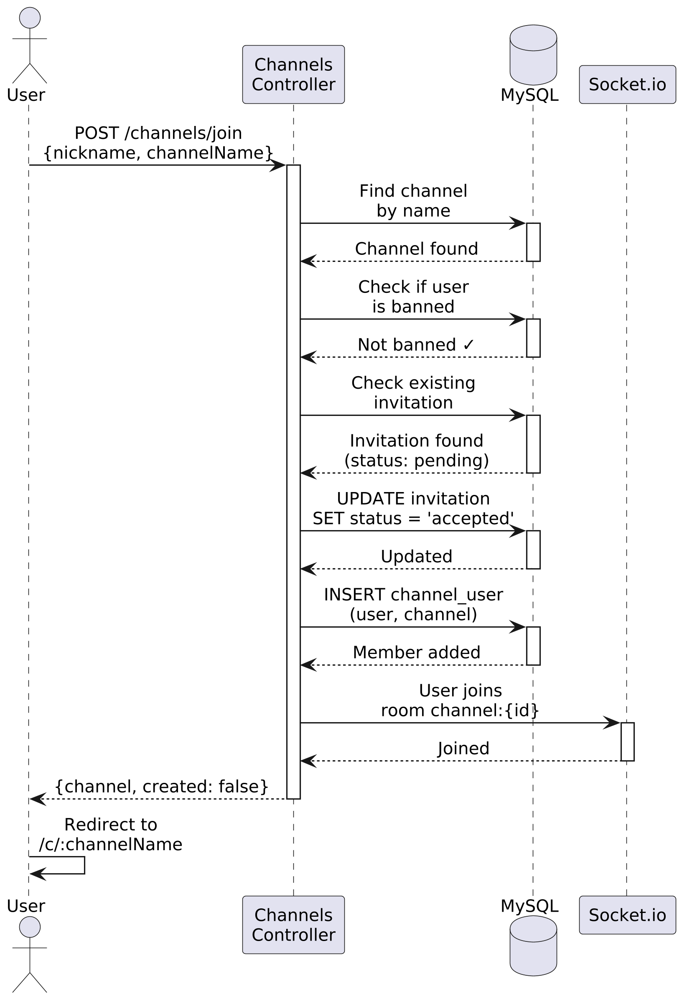 User
Channels
Controller
MySQL
Socket.io
POST /channels/join
{nickname, channelName}
Find channel
by name
Channel found
Check if user
is banned
Not banned ✓
Check existing
invitation
Invitation found
(status: pending)
UPDATE invitation
SET status = 'accepted'
Updated
INSERT channel_user
(user, channel)
Member added
User joins
room channel:{id}
Joined
{channel, created: false}
Redirect to
/c/:channelName
User
Channels
Controller
MySQL
Socket.io